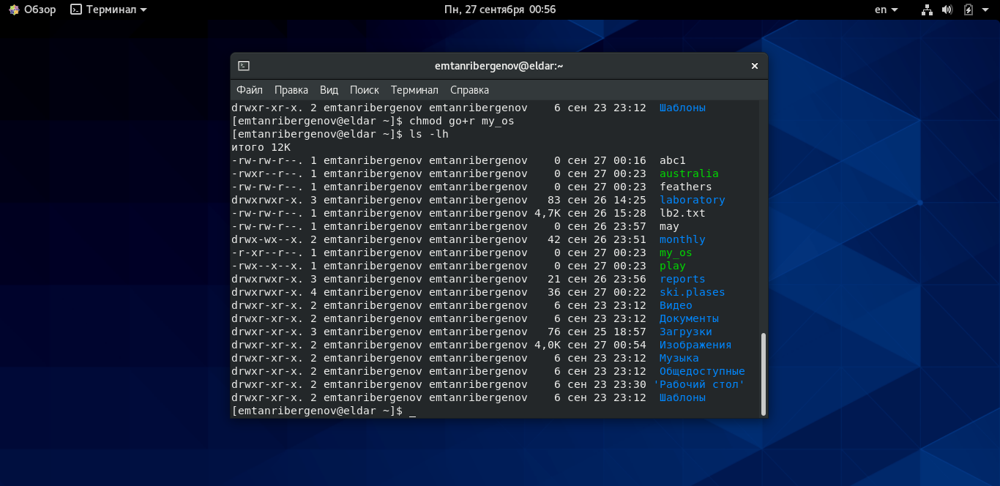 Обзор Терминал Пн, 27 сентября 00:56 en
emtanribergenov@eldar:~
Файл Правка Вид Поиск Терминал Справка
drwxr-xr-x. 2 emtanribergenov emtanribergenov 6 сен 23 23:12 Шаблоны
[emtanribergenov@eldar ~]$ chmod go+r my_os
[emtanribergenov@eldar ~]$ ls -lh
итого 12K
-rw-rw-r--. 1 emtanribergenov emtanribergenov 0 сен 27 00:16 abc1
-rwxr--r--. 1 emtanribergenov emtanribergenov 0 сен 27 00:23 australia
-rw-rw-r--. 1 emtanribergenov emtanribergenov 0 сен 27 00:23 feathers
drwxrwxr-x. 3 emtanribergenov emtanribergenov 83 сен 26 14:25 laboratory
-rw-rw-r--. 1 emtanribergenov emtanribergenov 4,7K сен 26 15:28 lb2.txt
-rw-rw-r--. 1 emtanribergenov emtanribergenov 0 сен 26 23:57 may
drwx-wx--x. 2 emtanribergenov emtanribergenov 42 сен 26 23:51 monthly
-r-xr--r--. 1 emtanribergenov emtanribergenov 0 сен 27 00:23 my_os
-rwx--x--x. 1 emtanribergenov emtanribergenov 0 сен 27 00:23 play
drwxrwxr-x. 3 emtanribergenov emtanribergenov 21 сен 26 23:56 reports
drwxrwxr-x. 4 emtanribergenov emtanribergenov 36 сен 27 00:22 ski.plases
drwxr-xr-x. 2 emtanribergenov emtanribergenov 6 сен 23 23:12 Видео
drwxr-xr-x. 2 emtanribergenov emtanribergenov 6 сен 23 23:12 Документы
drwxr-xr-x. 3 emtanribergenov emtanribergenov 76 сен 25 18:57 Загрузки
drwxr-xr-x. 2 emtanribergenov emtanribergenov 4,0K сен 27 00:54 Изображения
drwxr-xr-x. 2 emtanribergenov emtanribergenov 6 сен 23 23:12 Музыка
drwxr-xr-x. 2 emtanribergenov emtanribergenov 6 сен 23 23:12 Общедоступные
drwxr-xr-x. 2 emtanribergenov emtanribergenov 6 сен 23 23:30 'Рабочий стол'
drwxr-xr-x. 2 emtanribergenov emtanribergenov 6 сен 23 23:12 Шаблоны
[emtanribergenov@eldar ~]$ _